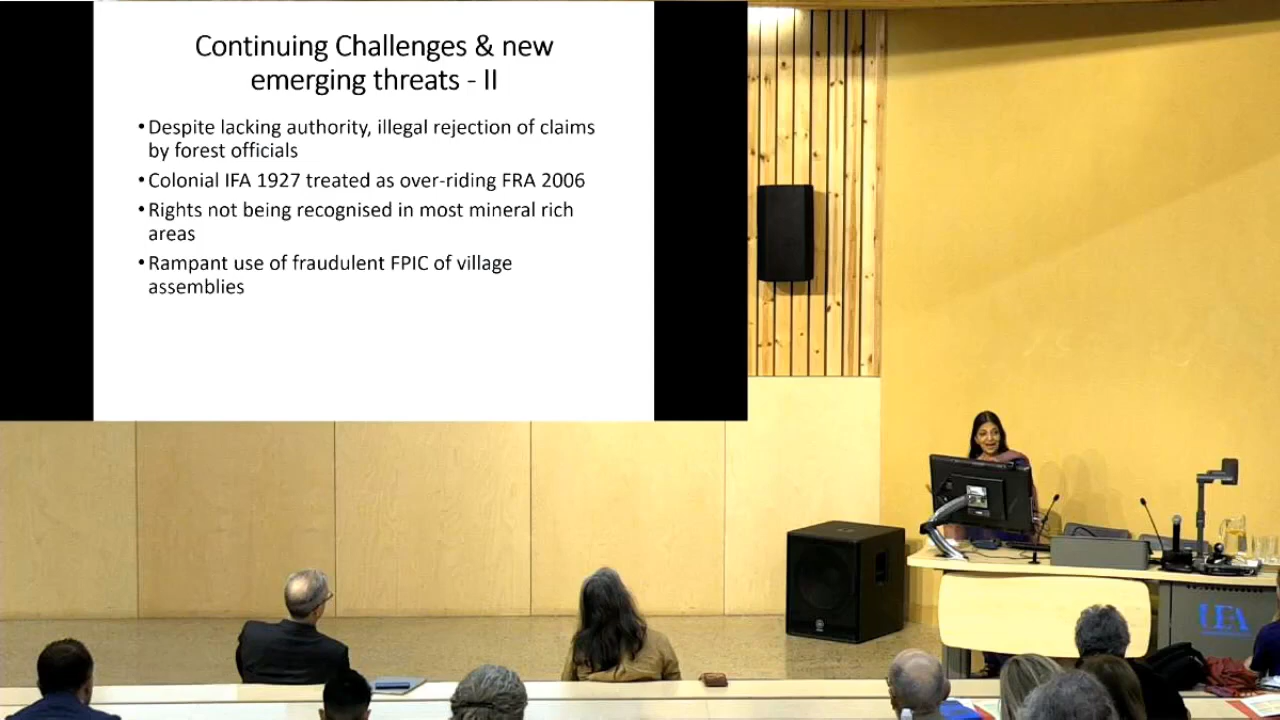 Continuing Challenges & new
emerging threats - II
•Despite lacking authority, illegal rejection of claims
by forest officials
•Colonial IFA 1927 treated as over-riding FRA 2006
•Rights not being recognised in most mineral rich
areas
•Rampant use of fraudulent FPIC of village
assemblies
UEA